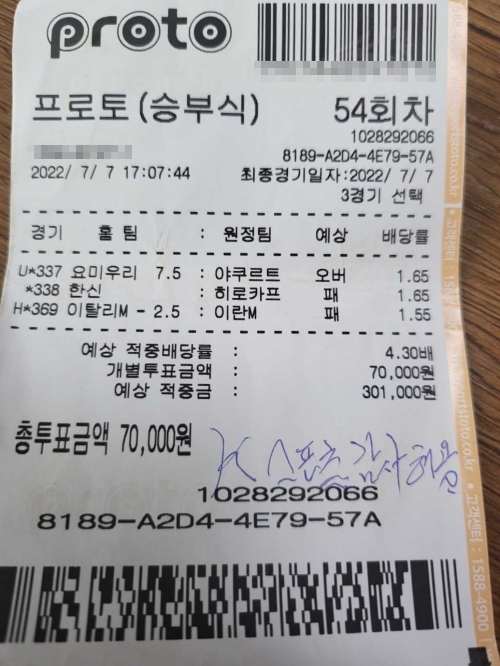 proto
프로토(승부식) 54회차
1028292066
8189-A2D4-4E79-57A
2022/ 7/ 7 17:07:44 최종경기일자:2022/ 7/ 7
3경기 선택
경기 홈 팀 : 원정팀 예상 배당률
U*337 요미우리 7.5 : 야쿠르트 오버 1.65
*338 한신 : 히로카프 패 1.65
H*369 이탈리M - 2.5 : 이란M 패 1.55
예상 적중배당률 : 4.30배
개별투표금액 : 70,000원
예상 적중금 : 301,000원
총투표금액 70,000원
스포츠 감사해용
1028292066
8189-A2D4-4E79-57A
고객센터 : 1588-4900